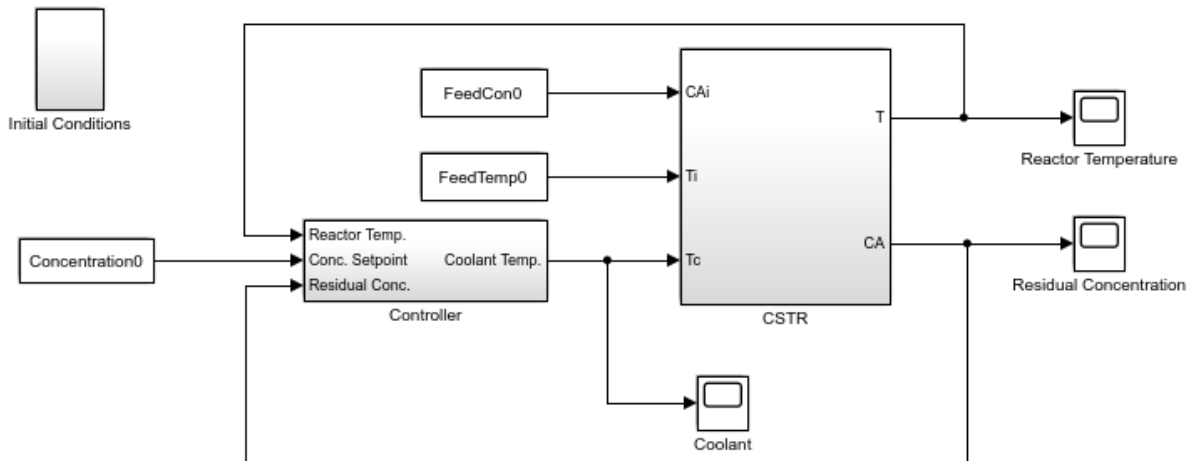 Initial Conditions
FeedCon0
CAi
T
Reactor Temperature
FeedTemp0
Ti
Reactor Temp.
Concentration0
Conc. Setpoint
Coolant Temp.
Residual Conc.
Controller
Tc
CA
CSTR
Residual Concentration
Coolant